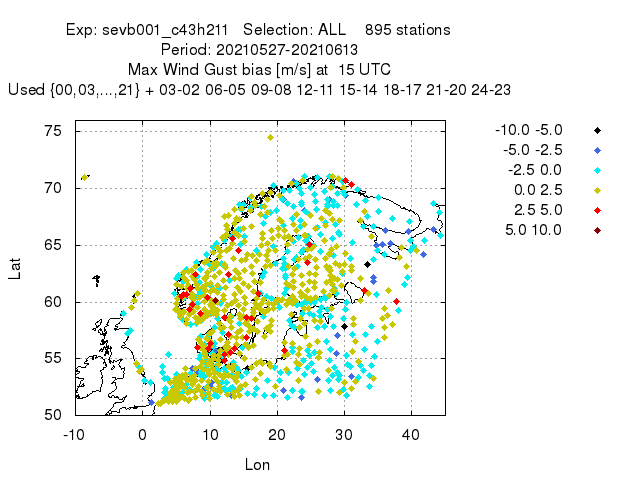 Exp: sevb001_c43h211   Selection: ALL    895 stations
Period: 20210527-20210613
Max Wind Gust bias [m/s] at  15 UTC
Used {00,03,...,21} + 03-02 06-05 09-08 12-11 15-14 18-17 21-20 24-23
-10.0 -5.0
-5.0 -2.5
-2.5 0.0
0.0 2.5
2.5 5.0
5.0 10.0
75
70
65
60
55
50
Lat
-10 0 10 20 30 40
Lon